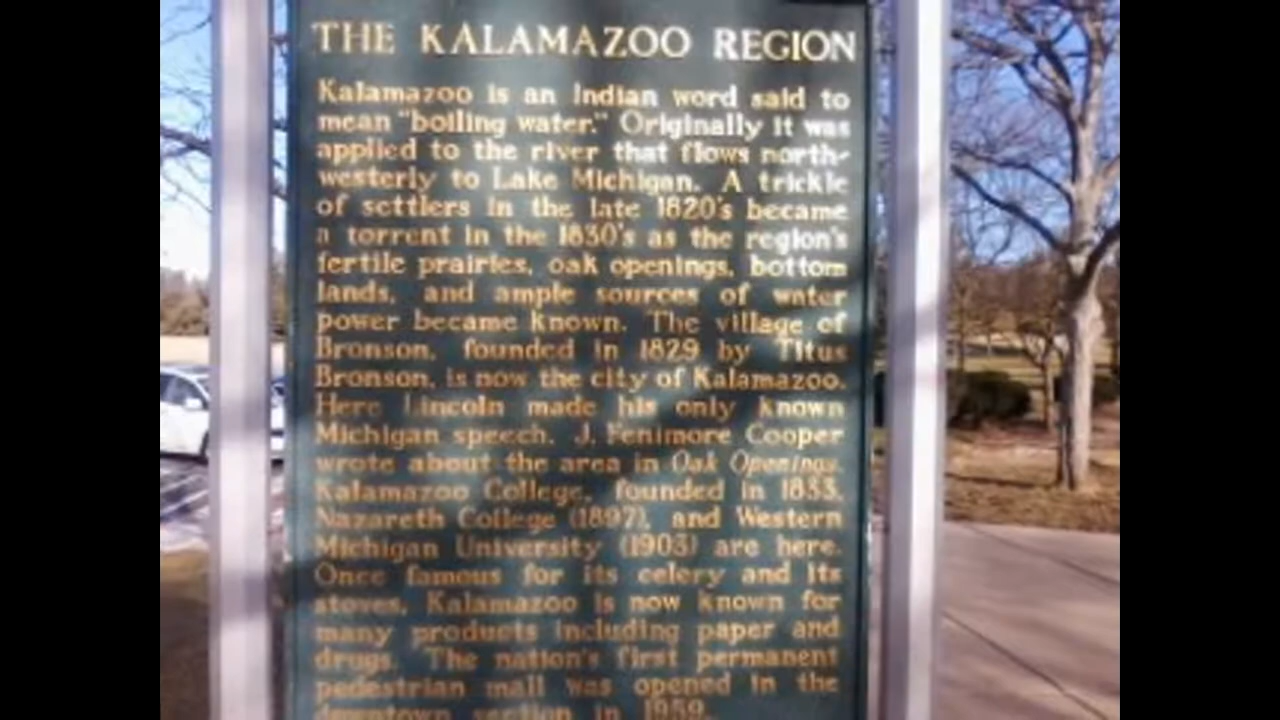 THE KALAMAZOO REGION
Kalamazoo is an Indian word said to
mean "boiling water." Originally it was
applied to the river that flows north-
westerly to Lake Michigan. A trickle
of settlers in the late 1820's became
a torrent in the 1830's as the region's
fertile prairies, oak openings, bottom
lands, and ample sources of water
power became known. The village of
Bronson, founded in 1829 by Titus
Bronson, is now the city of Kalamazoo.
Here Lincoln made his only known
Michigan speech. J. Fenimore Cooper
wrote about the area in Oak Openings.
Kalamazoo College, founded in 1833,
Nazareth College (1897), and Western
Michigan University (1903) are here.
Once famous for its celery and its
stoves, Kalamazoo is now known for
many products including paper and
drugs. The nation's first permanent
pedestrian mall was opened in the
downtown section in 1959.